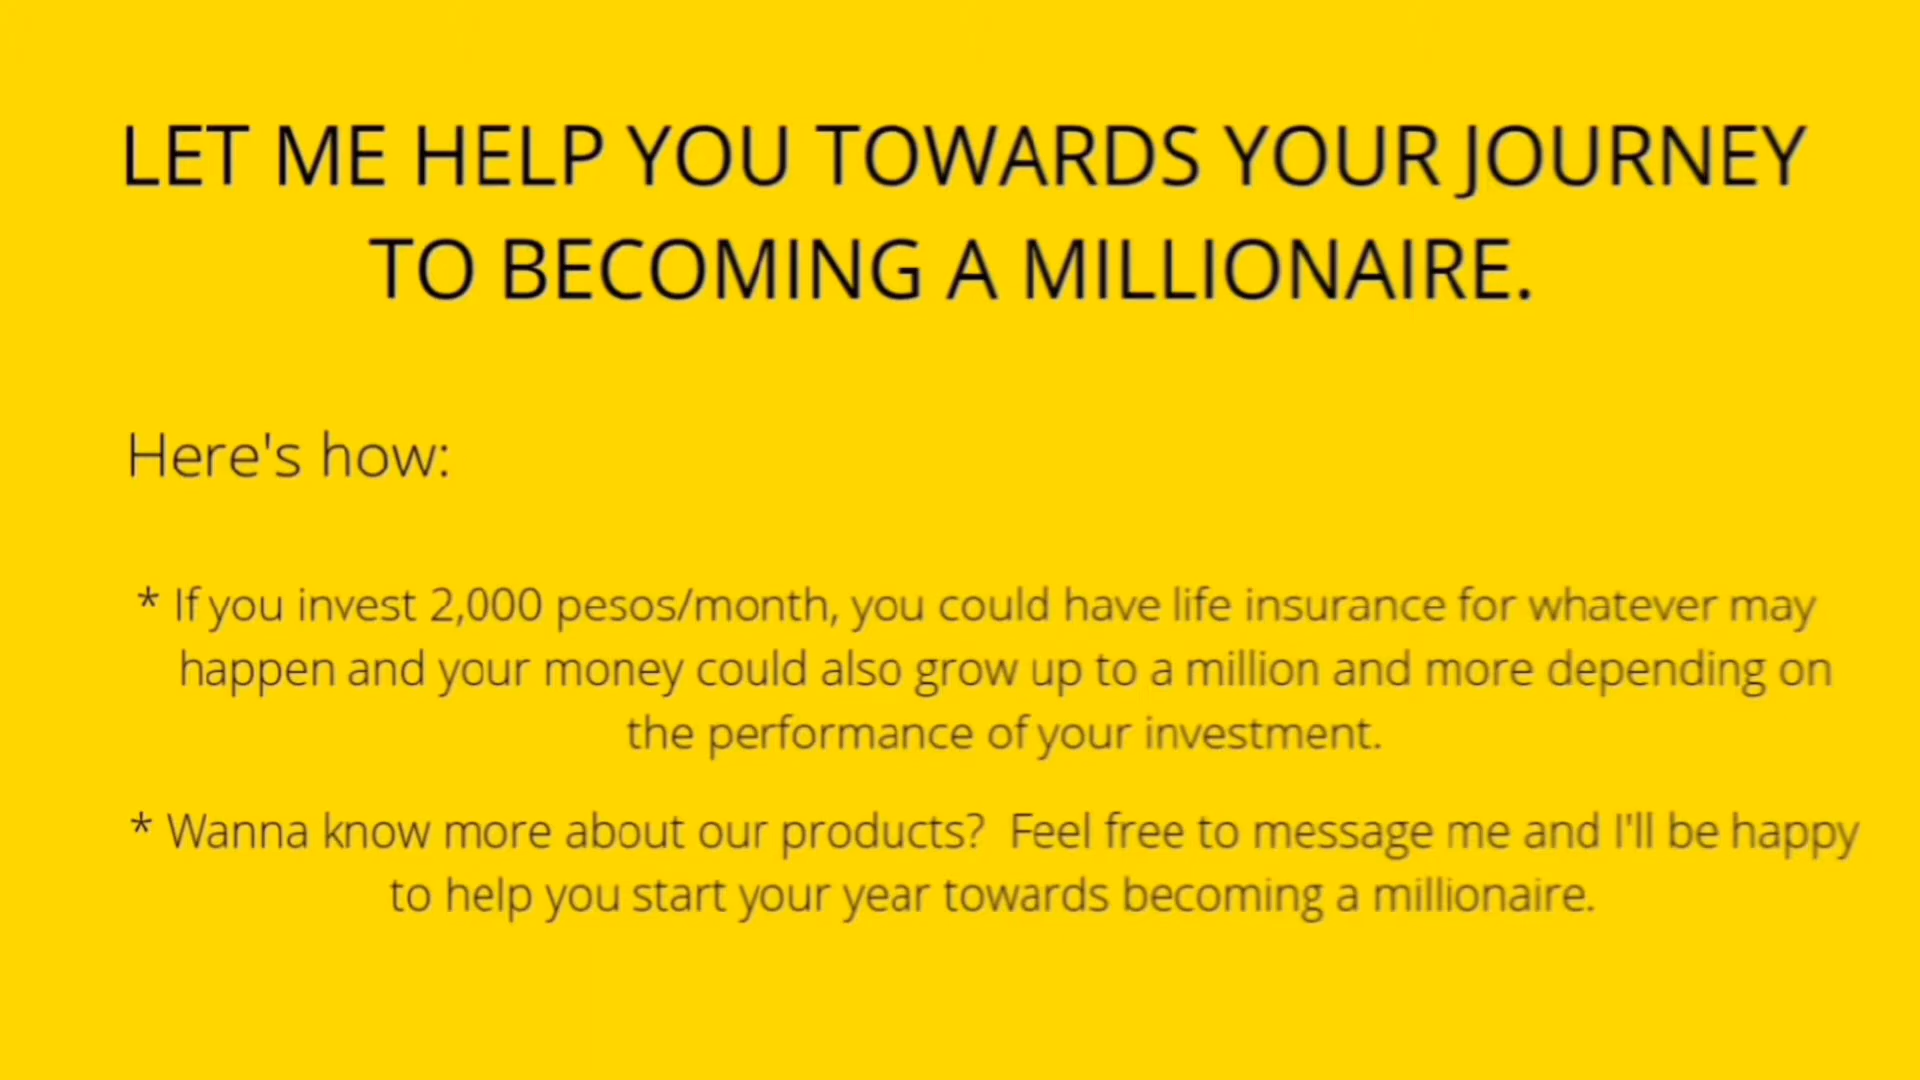 LET ME HELP YOU TOWARDS YOUR JOURNEY
TO BECOMING A MILLIONAIRE.
Here's how:
* If you invest 2,000 pesos/month, you could have life insurance for whatever may
happen and your money could also grow up to a million and more depending on
the performance of your investment.
* Wanna know more about our products?  Feel free to message me and I'll be happy
to help you start your year towards becoming a millionaire.